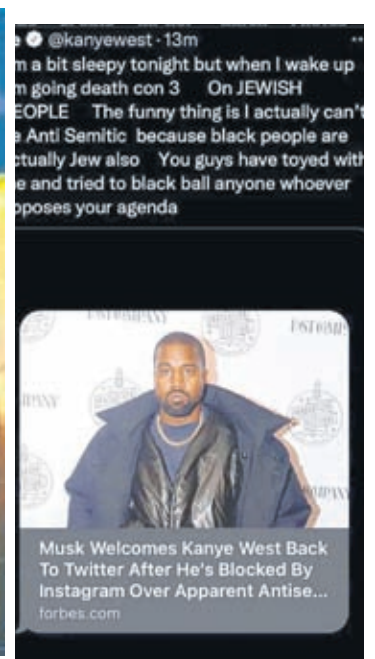 @kanyewest · 13m
a bit sleepy tonight but when I wake up
going death con 3 On JEWISH
The funny thing is I actually can't
Anti Semitic because black people are
Jew also You guys have toyed with
and tried to black ball anyone whoever
your agenda
Musk Welcomes Kanye West Back
To Twitter After He's Blocked By
Instagram Over Apparent Antise...
forbes.com